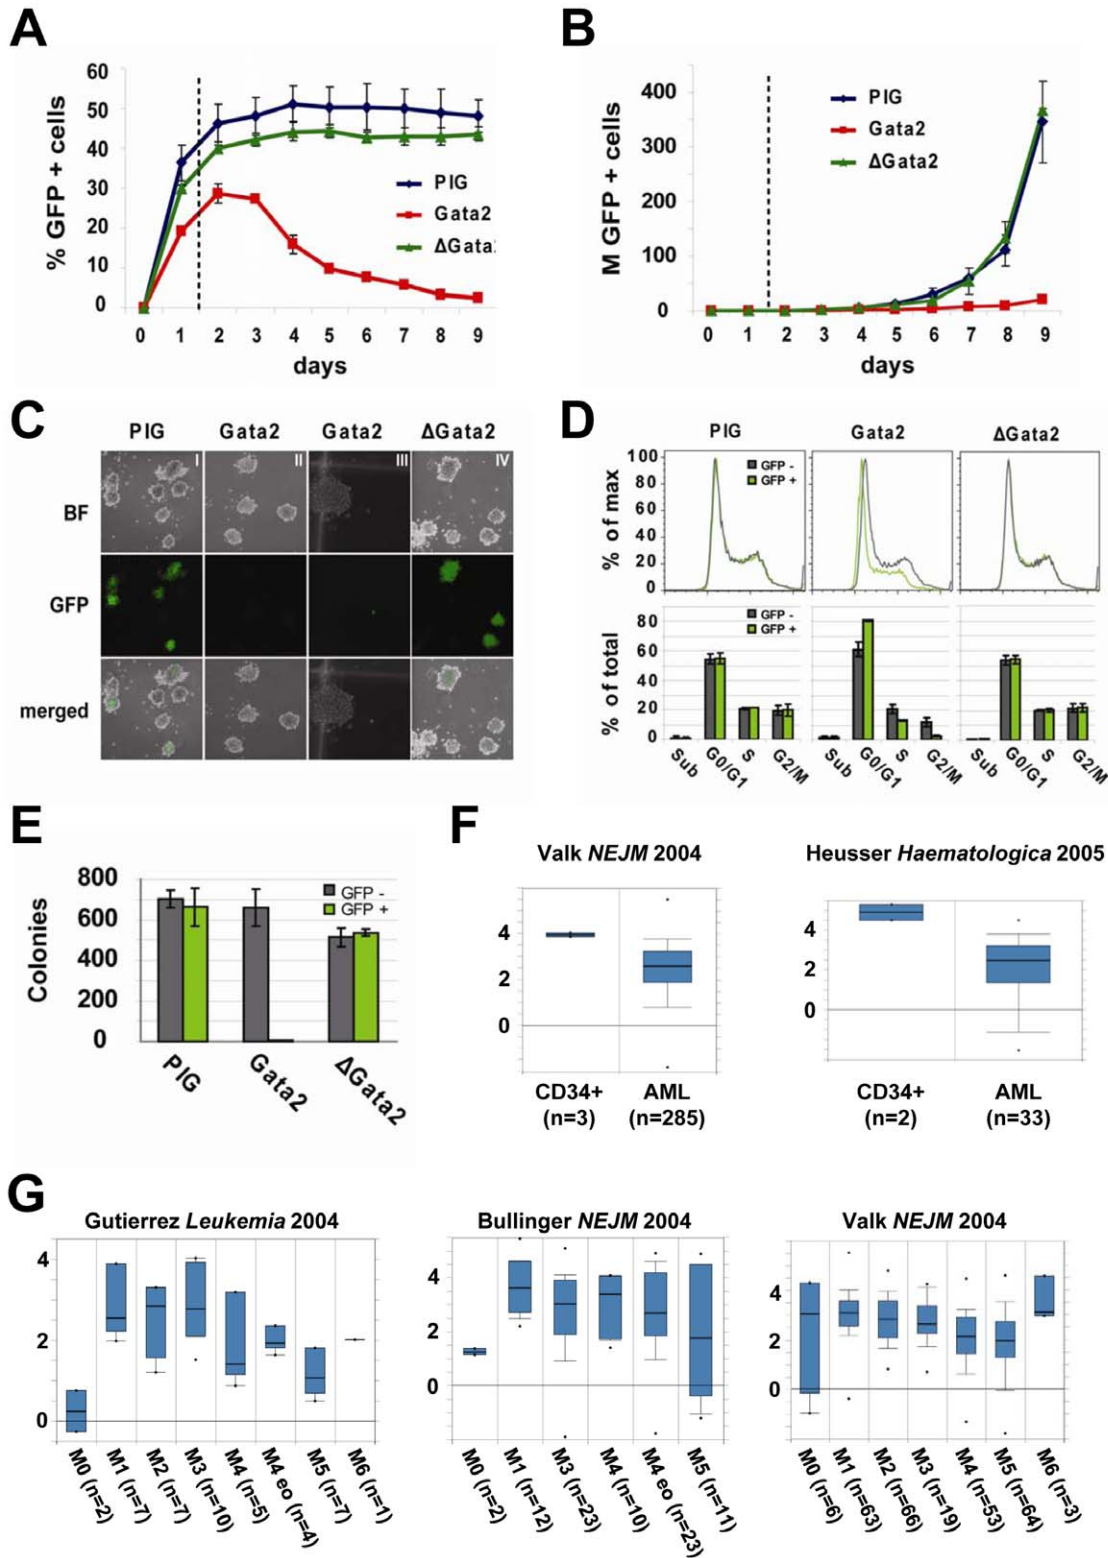 A
% GFP + cells
60
50
40
30
20
10
0
PIG
Gata2
ΔGata
0 1 2 3 4 5 6 7 8 9
days
B
M GFP + cells
400
300
200
100
0
PIG
Gata2
ΔGata2
0 1 2 3 4 5 6 7 8 9
days
C
PIG Gata2 Gata2 ΔGata2
I II III IV
BF
GFP
merged
D
PIG Gata2 ΔGata2
% of max
100
80
60
40
20
0
GFP -
GFP +
% of total
80
60
40
20
0
GFP -
GFP +
Sub G0/G1 S G2/M Sub G0/G1 S G2/M Sub G0/G1 S G2/M
E
Colonies
800
600
400
200
0
GFP -
GFP +
PIG Gata2 ΔGata2
F
Valk NEJM 2004
4
2
0
CD34+ AML
(n=3) (n=285)
Heusser Haematologica 2005
4
2
0
CD34+ AML
(n=2) (n=33)
G
Gutierrez Leukemia 2004
4
2
0
M0 (n=2)
M1 (n=7)
M2 (n=7)
M3 (n=10)
M4 (n=5)
M4 eo (n=4)
M5 (n=7)
M6 (n=1)
Bullinger NEJM 2004
4
2
0
M0 (n=2)
M1 (n=12)
M3 (n=23)
M4 (n=10)
M4 eo (n=23)
M5 (n=11)
Valk NEJM 2004
4
2
0
M0 (n=6)
M1 (n=63)
M2 (n=66)
M3 (n=19)
M4 (n=53)
M5 (n=64)
M6 (n=3)